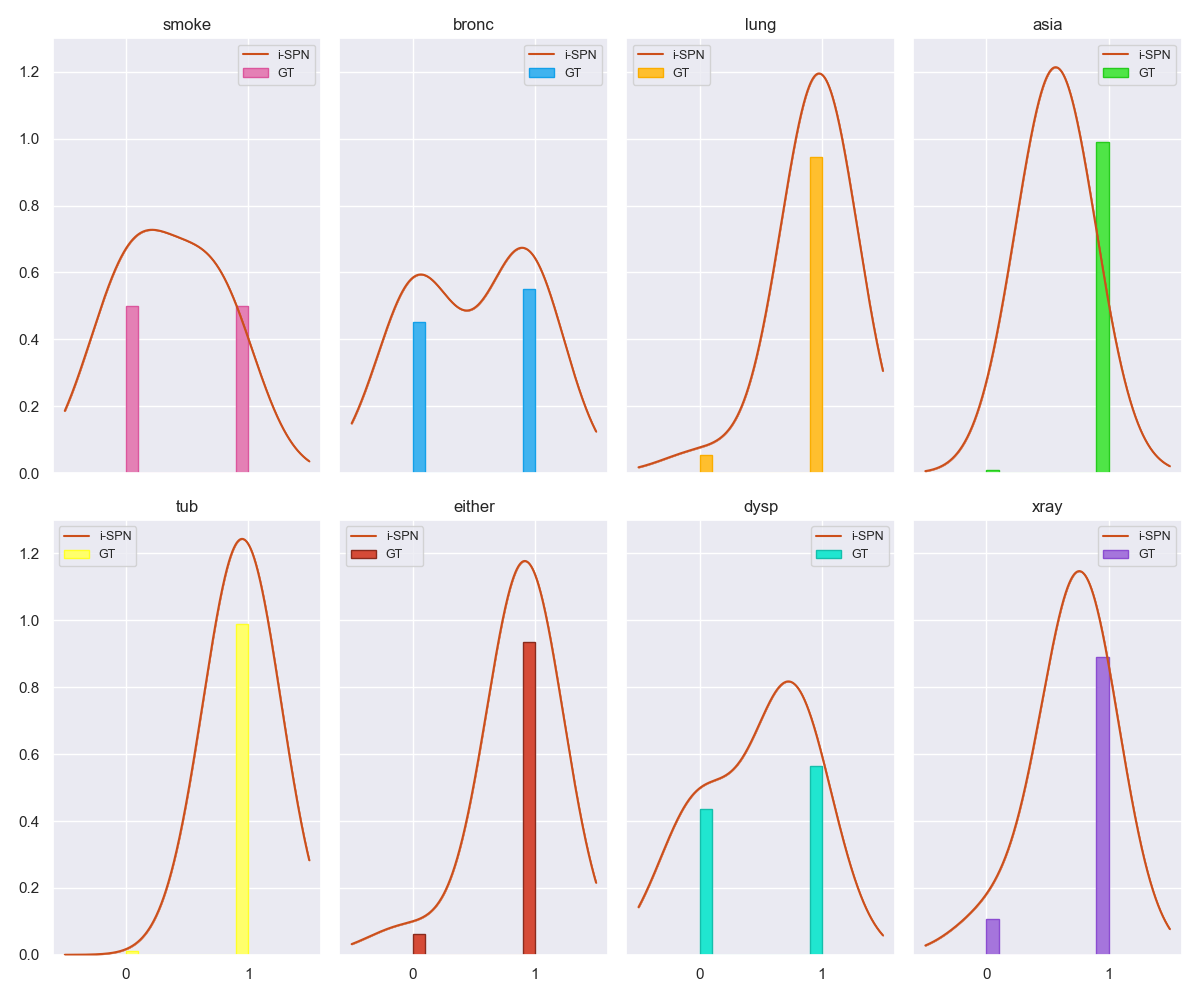 smoke
bronc
lung
asia
i-SPN
GT
i-SPN
GT
i-SPN
GT
i-SPN
GT
1.2
1.0
0.8
0.6
0.4
0.2
0.0
tub
either
dysp
xray
i-SPN
GT
i-SPN
GT
i-SPN
GT
i-SPN
GT
1.2
1.0
0.8
0.6
0.4
0.2
0.0
0 1
0 1
0 1
0 1